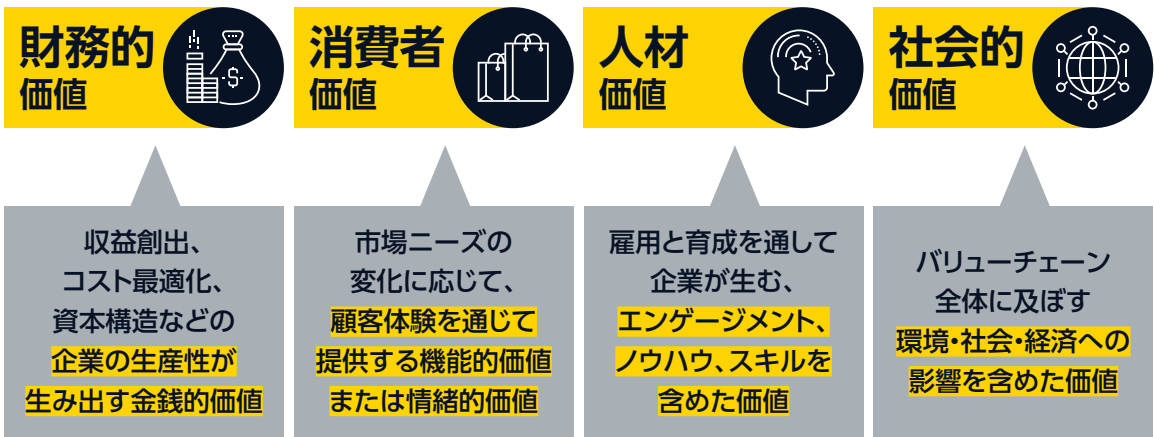 財務的
価値
消費者
価値
人材
価値
社会的
価値
収益創出、
コスト最適化、
資本構造などの
企業の生産性が
生み出す金銭的価値
市場ニーズの
変化に応じて、
顧客体験を通じて
提供する機能的価値
または情緒的価値
雇用と育成を通して
企業が生む、
エンゲージメント、
ノウハウ、スキルを
含めた価値
バリューチェーン
全体に及ぼす
環境・社会・経済への
影響を含めた価値